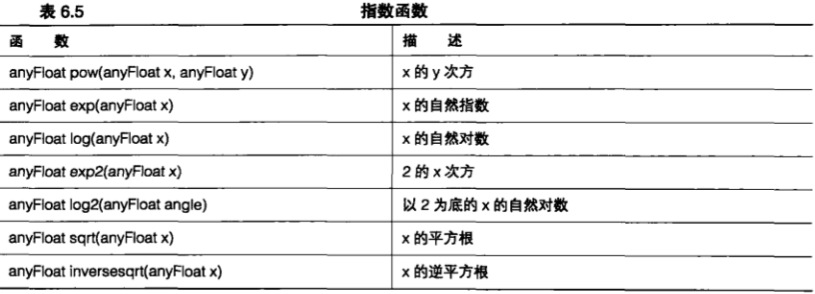 表 6.5 指数函数
函 数 描 述
anyFloat pow(anyFloat x, anyFloat y) x 的 y 次方
anyFloat exp(anyFloat x) x 的自然指数
anyFloat log(anyFloat x) x 的自然对数
anyFloat exp2(anyFloat x) 2 的 x 次方
anyFloat log2(anyFloat angle) 以 2 为底的 x 的自然对数
anyFloat sqrt(anyFloat x) x 的平方根
anyFloat inversesqrt(anyFloat x) x 的逆平方根